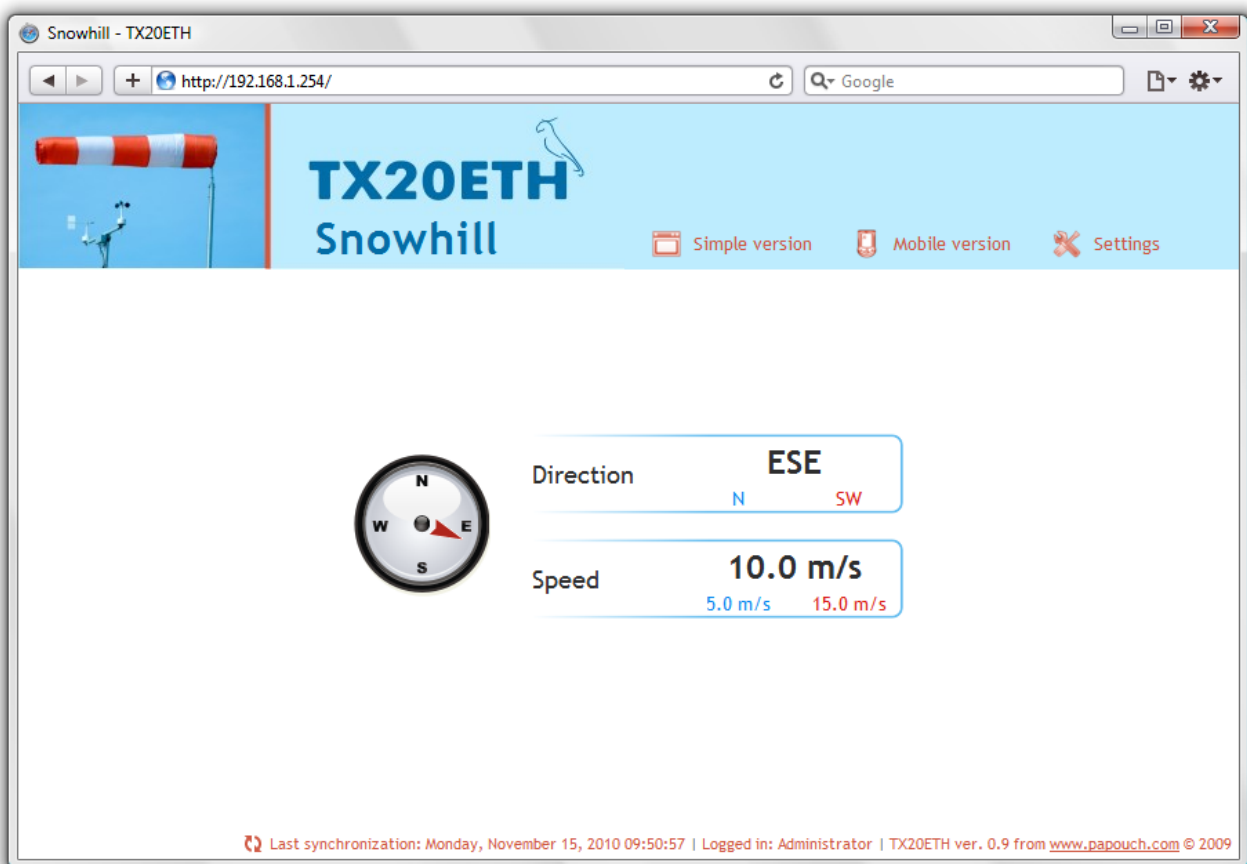 Snowhill - TX20ETH
http://192.168.1.254/
Google
TX20ETH
Snowhill
Simple version
Mobile version
Settings
N
W
E
S
Direction
ESE
N
SW
Speed
10.0 m/s
5.0 m/s
15.0 m/s
Last synchronization: Monday, November 15, 2010 09:50:57 | Logged in: Administrator | TX20ETH ver. 0.9 from www.papouch.com © 2009